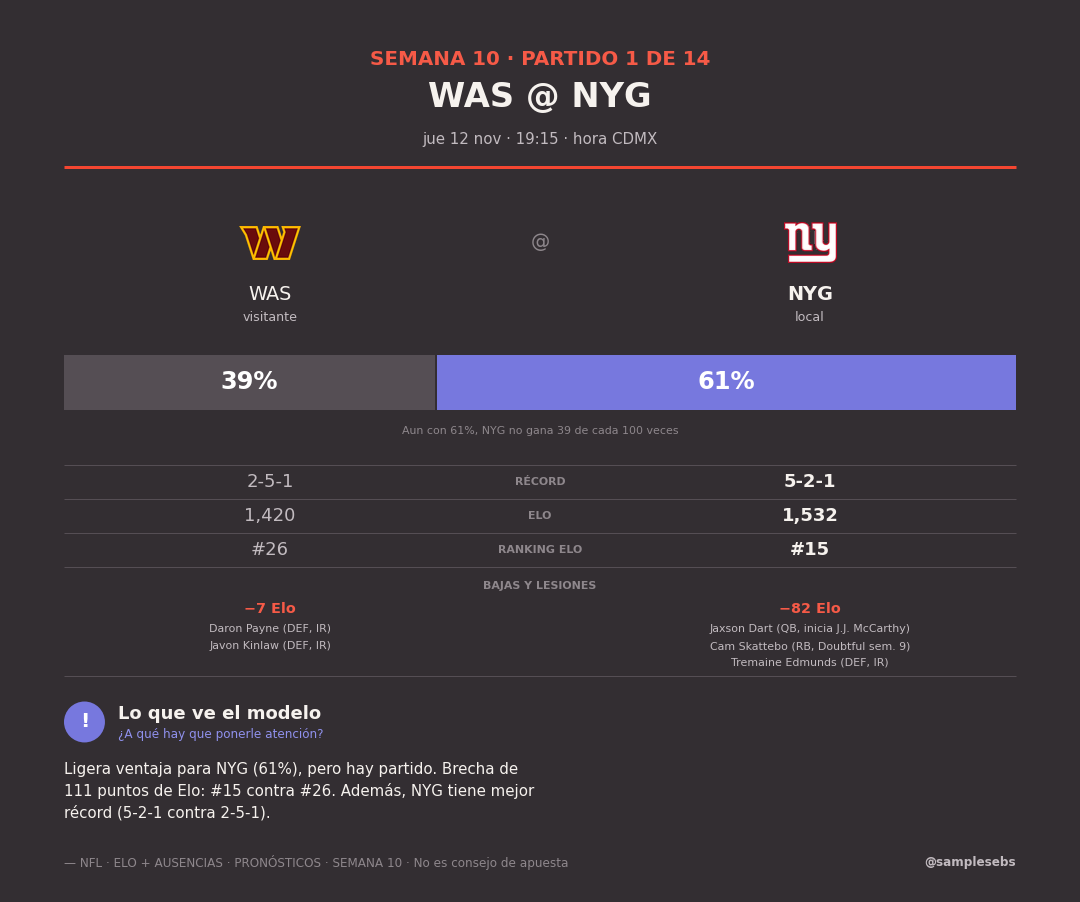 SEMANA 10 · PARTIDO 1 DE 14
WAS @ NYG
jue 12 nov · 19:15 · hora CDMX
W @ ny
WAS NYG
visitante local
39% 61%
Aun con 61%, NYG no gana 39 de cada 100 veces
2-5-1 RÉCORD 5-2-1
1,420 ELO 1,532
#26 RANKING ELO #15
BAJAS Y LESIONES
−7 Elo −82 Elo
Daron Payne (DEF, IR) Jaxson Dart (QB, inicia J.J. McCarthy)
Javon Kinlaw (DEF, IR) Cam Skattebo (RB, Doubtful sem. 9)
Tremaine Edmunds (DEF, IR)
! Lo que ve el modelo
¿A qué hay que ponerle atención?
Ligera ventaja para NYG (61%), pero hay partido. Brecha de
111 puntos de Elo: #15 contra #26. Además, NYG tiene mejor
récord (5-2-1 contra 2-5-1).
— NFL · ELO + AUSENCIAS · PRONÓSTICOS · SEMANA 10 · No es consejo de apuesta @samplesebs